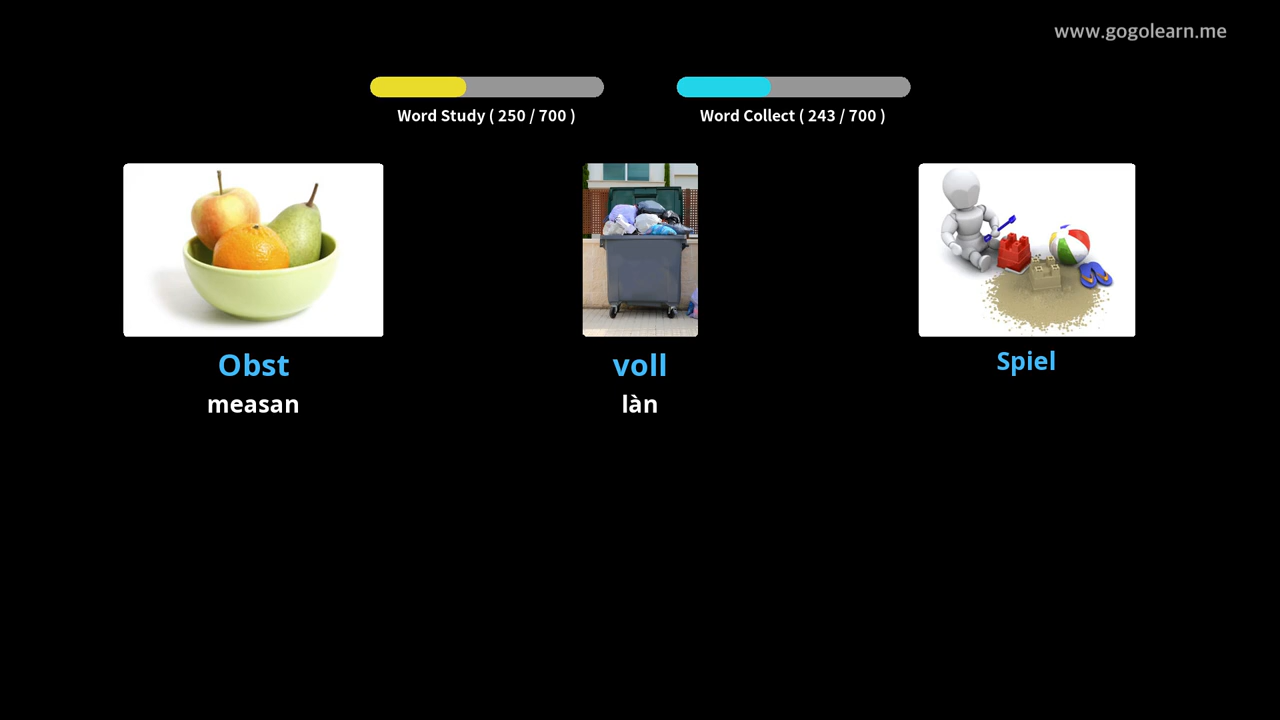 www.gogolearn.me
Word Study ( 250 / 700 )
Word Collect ( 243 / 700 )
Obst
measan
voll
làn
Spiel